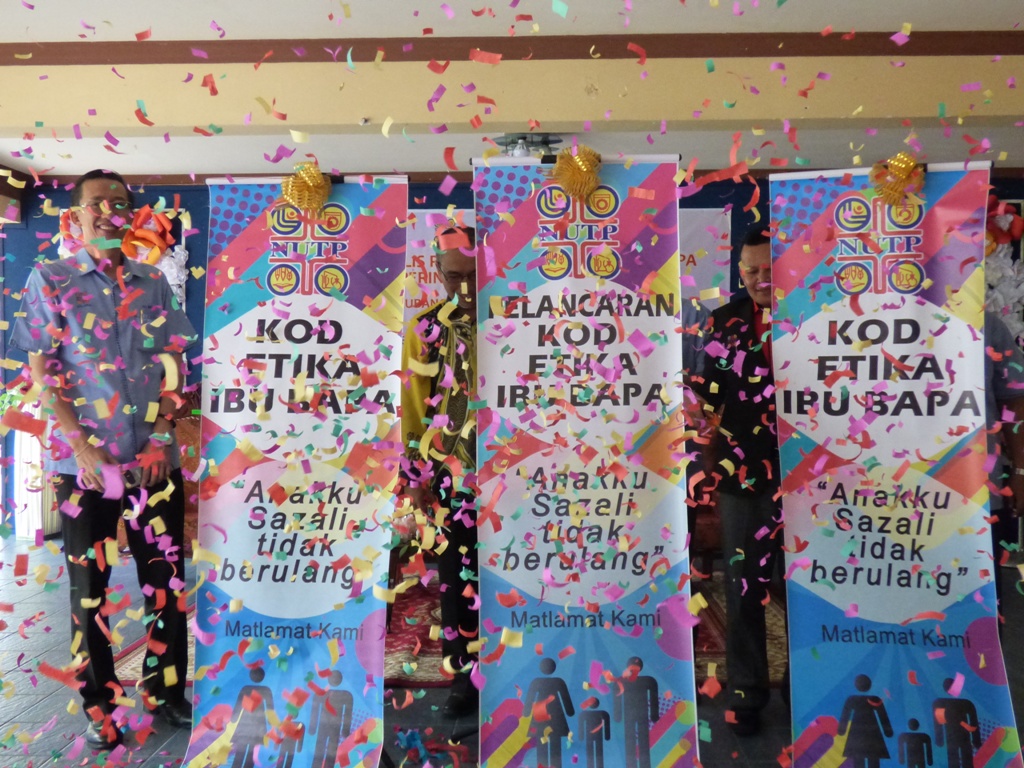 NUTP
KOD
ETIKA
IBU BAPA
"Anakku
Sazali
tidak
berulang"
Matlamat Kami
NUTP
PELANCARAN
KOD
ETIKA
IBU BAPA
"Anakku
Sazali
tidak
berulang"
Matlamat Kami
NUTP
KOD
ETIKA
IBU BAPA
"Anakku
Sazali
tidak
berulang"
Matlamat Kami